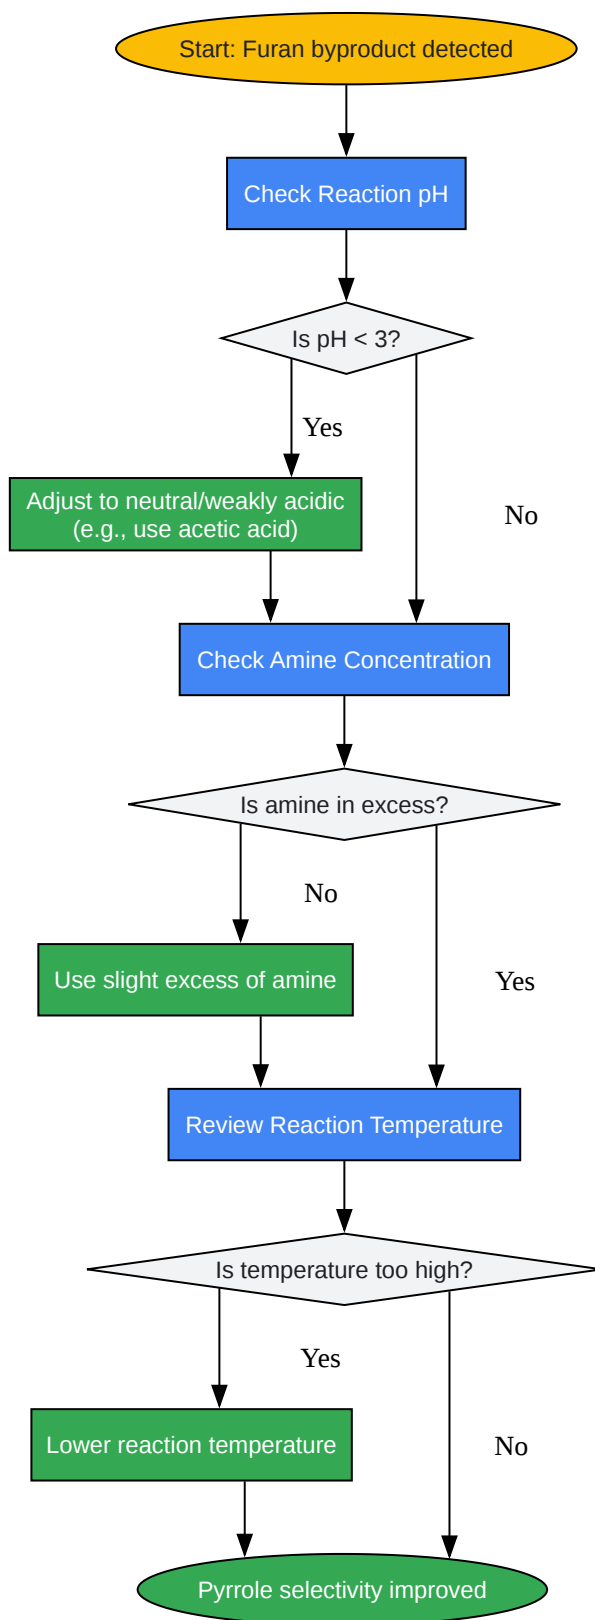 Start: Furan byproduct detected
Check Reaction pH
Is pH < 3?
Yes
Adjust to neutral/weakly acidic
(e.g., use acetic acid)
No
Check Amine Concentration
Is amine in excess?
No
Use slight excess of amine
Yes
Review Reaction Temperature
Is temperature too high?
Yes
Lower reaction temperature
No
Pyrrole selectivity improved